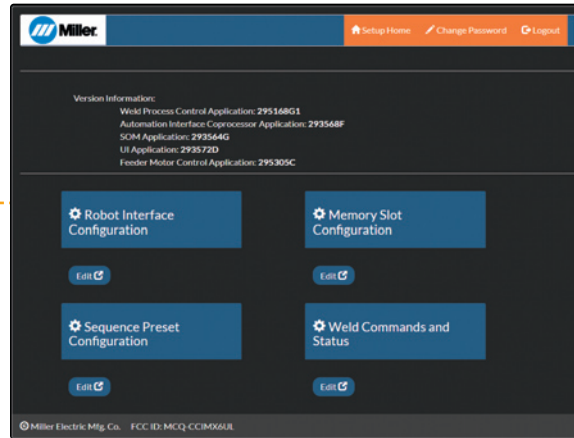 Miller.
Setup Home Change Password Logout
Version Information:
Weld Process Control Application: 295168G1
Automation Interface Coprocessor Application: 293568F
SOM Application: 293564G
UI Application: 293572D
Feeder Motor Control Application: 295305C
Robot Interface
Configuration
Edit
Memory Slot
Configuration
Edit
Sequence Preset
Configuration
Edit
Weld Commands and
Status
Edit
Miller Electric Mfg. Co. FCC ID: MCQ-CCIMX6UL